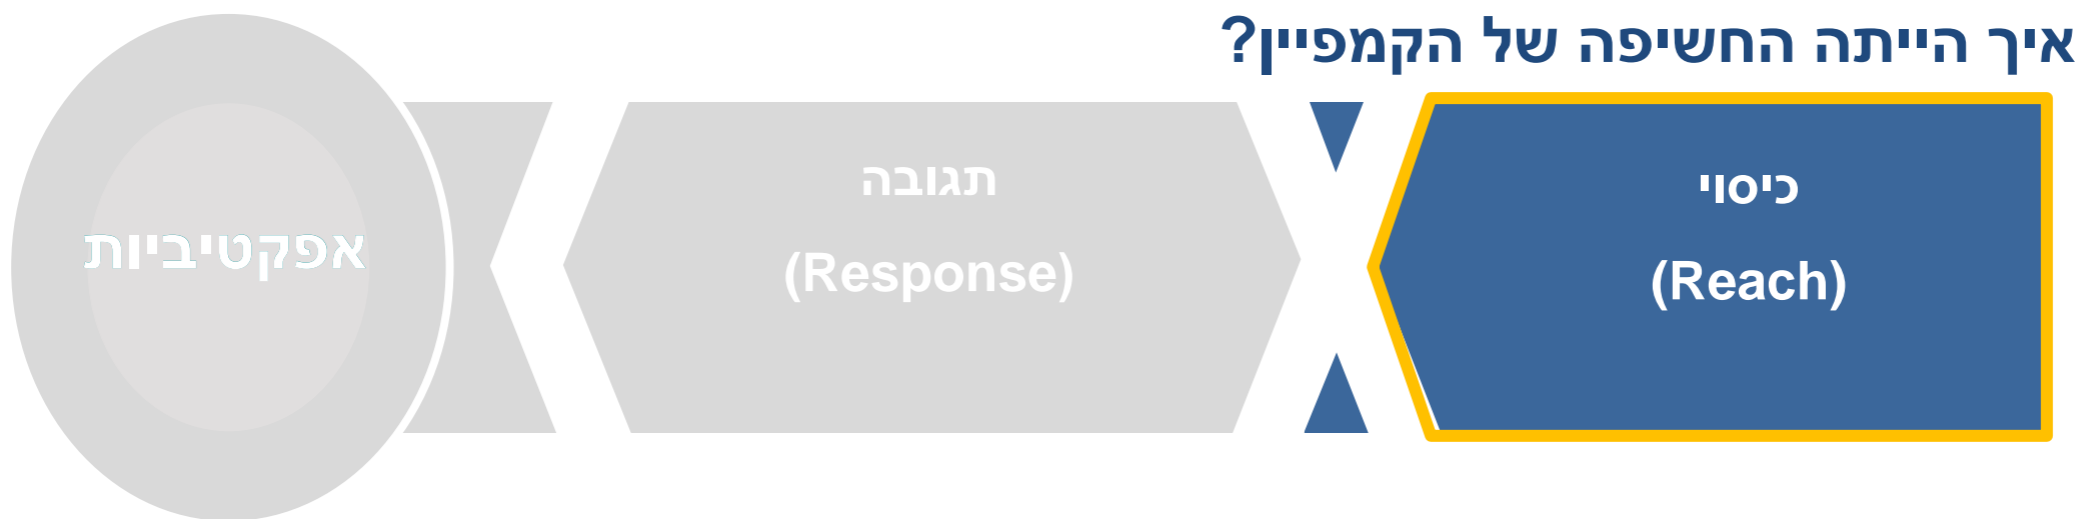 איך הייתה החשיפה של הקמפיין?
כיסוי
(Reach)
תגובה
(Response)
אפקטיביות